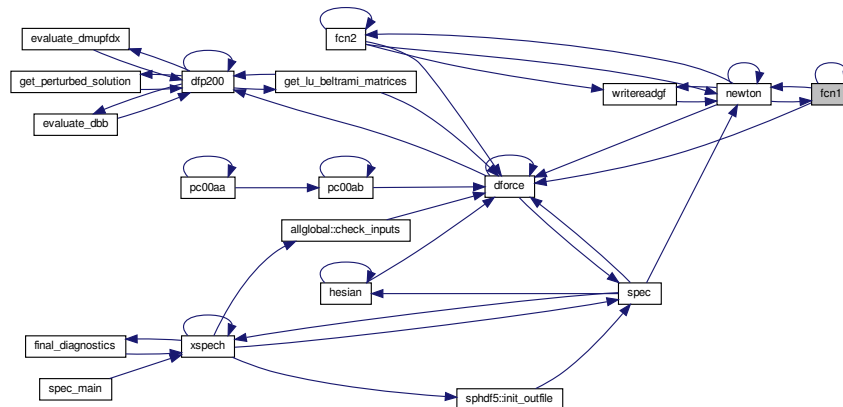 evaluate_dmupfdx
fcn2
get_perturbed_solution
dfp200
get_lu_beltrami_matrices
writereadgf
newton
fcn1
evaluate_dbb
pc00aa
pc00ab
dforce
allglobal::check_inputs
hesian
spec
final_diagnostics
xspech
spec_main
sphdf5::init_outfile